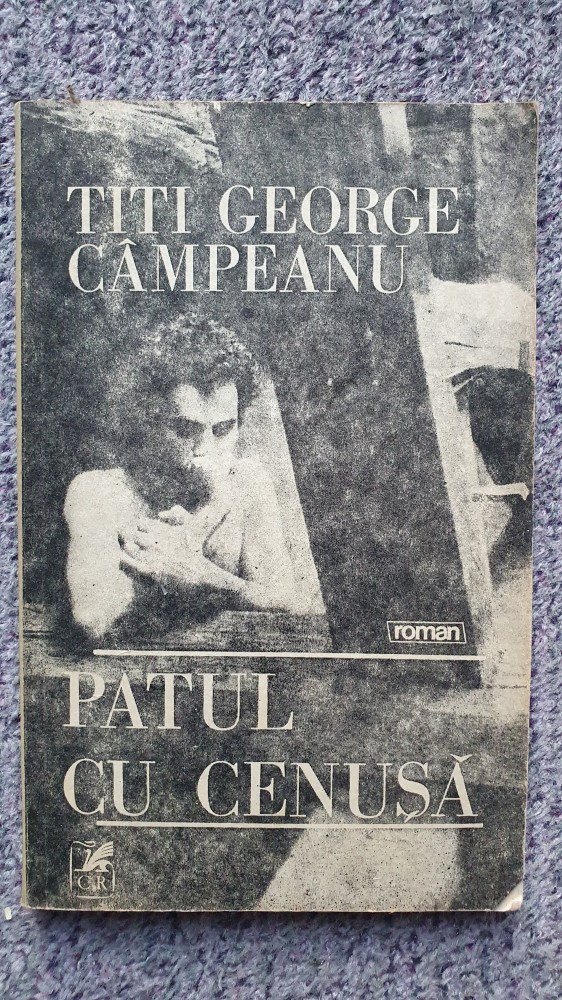 TITI GEORGE
CÂMPEANU
roman
PATUL
CU CENUȘĂ
CR